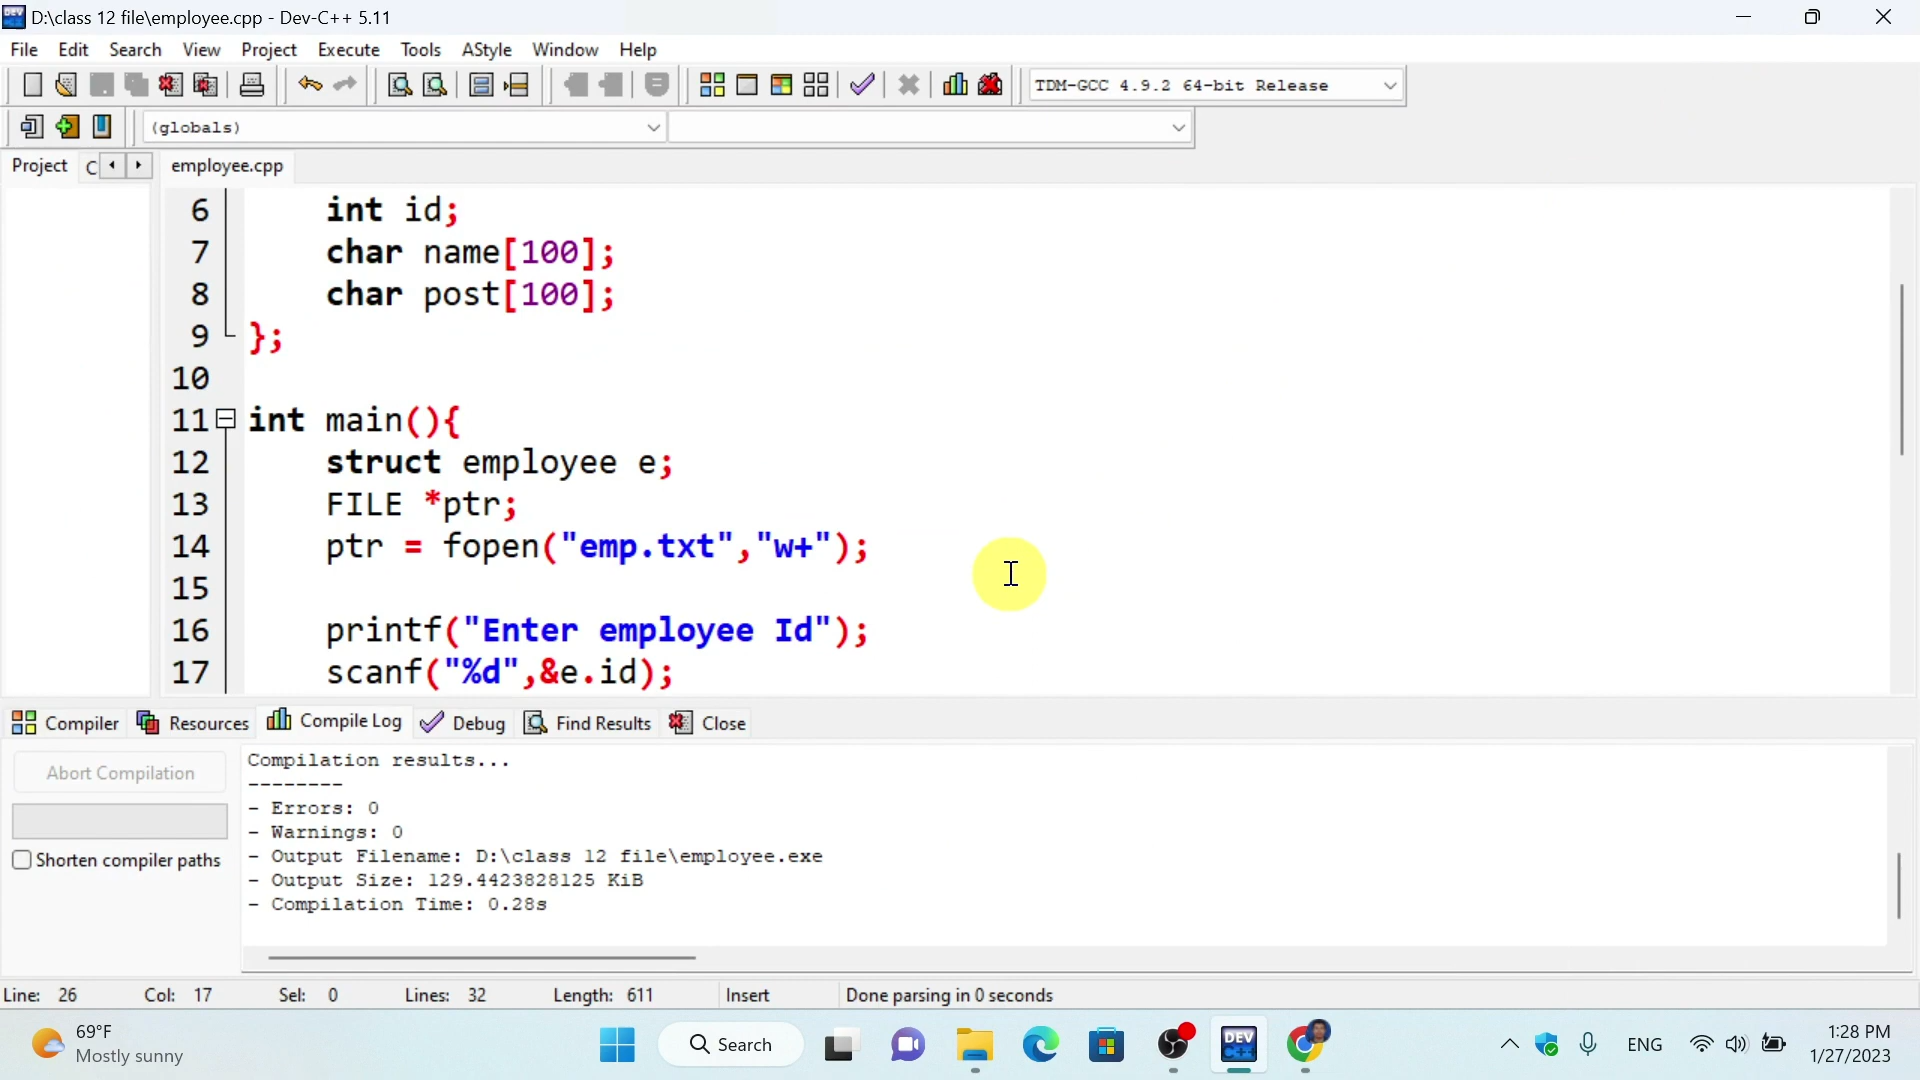 D:\class 12 file\employee.cpp - Dev-C++ 5.11
File Edit Search View Project Execute Tools AStyle Window Help
TDM-GCC 4.9.2 64-bit Release
(globals)
Project C employee.cpp
6 int id;
7 char name[100];
8 char post[100];
9 };
10
11 int main(){
12 struct employee e;
13 FILE *ptr;
14 ptr = fopen("emp.txt","w+");
15
16 printf("Enter employee Id");
17 scanf("%d",&e.id);
Compiler Resources Compile Log Debug Find Results Close
Abort Compilation
Shorten compiler paths
Compilation results...
--------
- Errors: 0
- Warnings: 0
- Output Filename: D:\class 12 file\employee.exe
- Output Size: 129.4423828125 KiB
- Compilation Time: 0.28s
Line: 26 Col: 17 Sel: 0 Lines: 32 Length: 611 Insert Done parsing in 0 seconds
69°F
Mostly sunny
Search
DEV C++
ENG
1:28 PM
1/27/2023